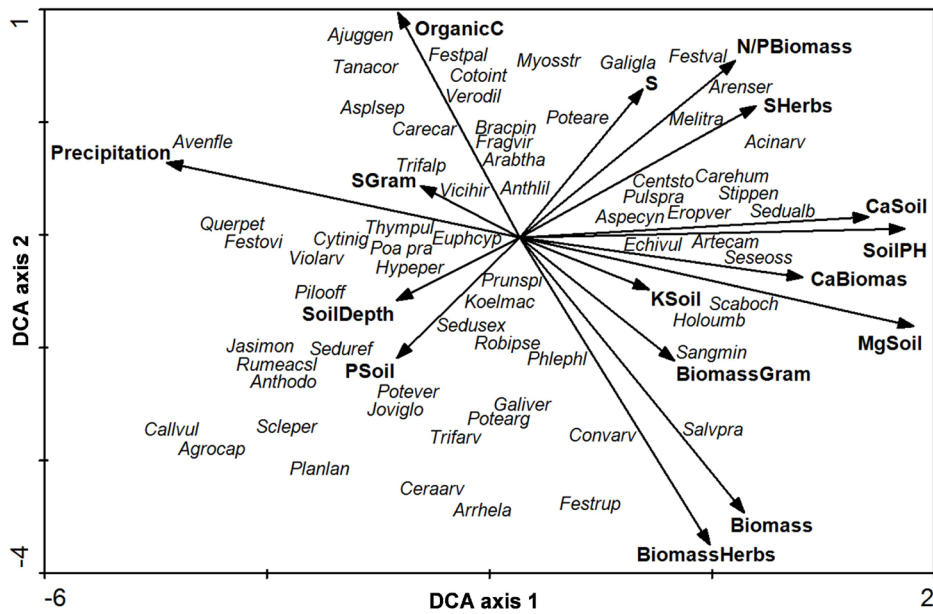 1
OrganicC
Ajuggen
Festpal
N/PBiomass
Tanacor
Cotoint
Myosstr
Galigla
Festval
Verodil
S
Arenser
Asplsep
SHerbs
Carecar
Bracpin
Poteare
Melitra
Avenfle
Fragvir
Acinarv
Precipitation
Arabtha
Trifalp
SGram
Vicihir
Anthlil
Centsto
Carehum
Pulspra
Stippen
CaSoil
Querpet
Thympul
Aspecyn
Eropver
Sedualb
Festovi
Cytinig
Euphcyp
Poa pra
Echivul
Artecam
SoilPH
Violarv
Hypeper
Seseoss
Prunspi
CaBiomas
Pilooff
Koelmac
KSoil
Scaboch
SoilDepth
Holoumb
Sedusex
MgSoil
Jasimon
Seduref
Robipse
Rumeacsl
PSoil
Phlephl
Sangmin
Anthodo
BiomassGram
Potever
Joviglo
Galiver
Callvul
Scleper
Potearg
Agrocap
Trifarv
Convarv
Salvpra
Planlan
Ceraarv
Arrhela
Festrup
Biomass
BiomassHerbs
DCA axis 2
-4
-6
DCA axis 1
2